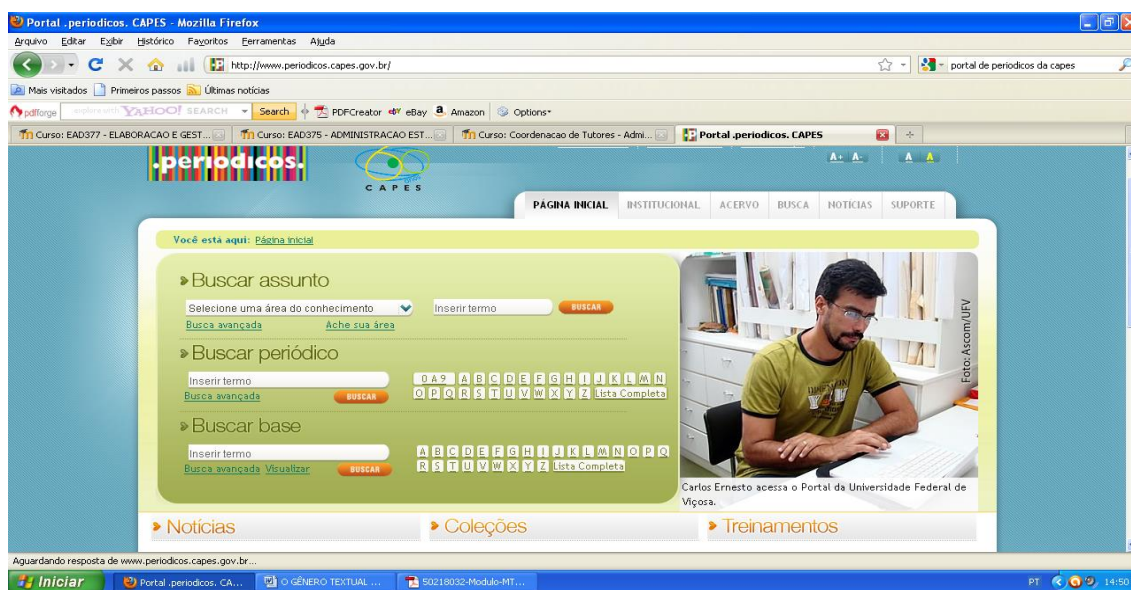 Portal .periodicos. CAPES - Mozilla Firefox
Arquivo Editar Exibir Histórico Favoritos Ferramentas Ajuda
http://www.periodicos.capes.gov.br/ portal de periodicos da capes
Mais visitados Primeiros passos Últimas notícias
pdfforge YAHOO! SEARCH Search PDFCreator eBay Amazon Options
Curso: EAD377 - ELABORACAO E GEST... Curso: EAD375 - ADMINISTRACAO EST... Curso: Coordenacao de Tutores - Admi... Portal .periodicos. CAPES
.periodicos. A+ A- A A
CAPES
PÁGINA INICIAL INSTITUCIONAL ACERVO BUSCA NOTÍCIAS SUPORTE
Você está aqui: Página inicial
Buscar assunto
Selecione uma área do conhecimento Inserir termo BUSCAR
Busca avançada Ache sua área
Buscar periódico
Inserir termo 0 A 9 A B C D E F G H I J K L M N
Busca avançada BUSCAR O P Q R S T U V W X Y Z Lista Completa
Buscar base
Inserir termo A B C D E F G H I J K L M N O P Q
Busca avançada Visualizar BUSCAR R S T U V W X Y Z Lista Completa
Foto: Ascom/UFV
Carlos Ernesto acessa o Portal da Universidade Federal de
Viçosa.
Notícias Coleções Treinamentos
Aguardando resposta de www.periodicos.capes.gov.br...
Iniciar Portal .periodicos. CA... O GÊNERO TEXTUAL ... 50218032-Modulo-MT... PT 14:50